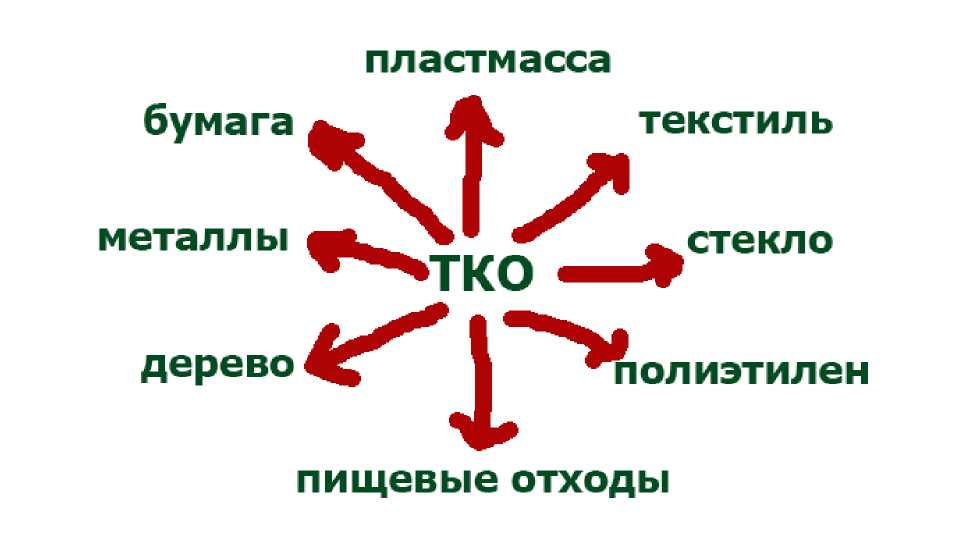 пластмасса
бумага
текстиль
металлы
стекло
ТКО
дерево
полиэтилен
пищевые отходы